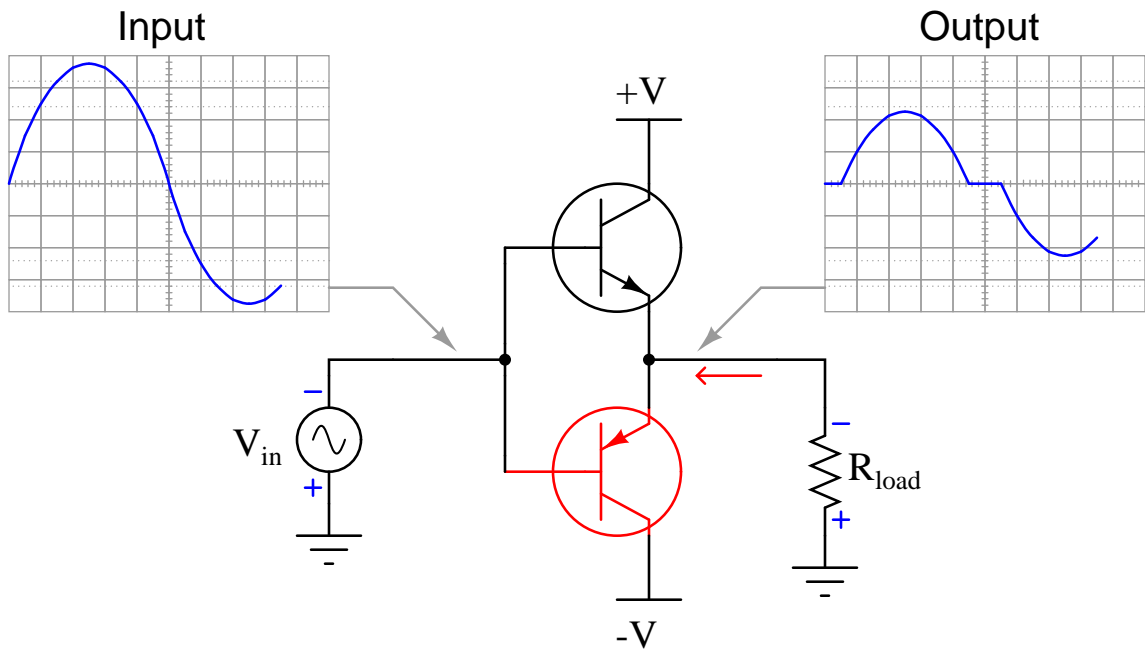 Input
Output
+V
−
V_in
+
−
R_load
+
-V